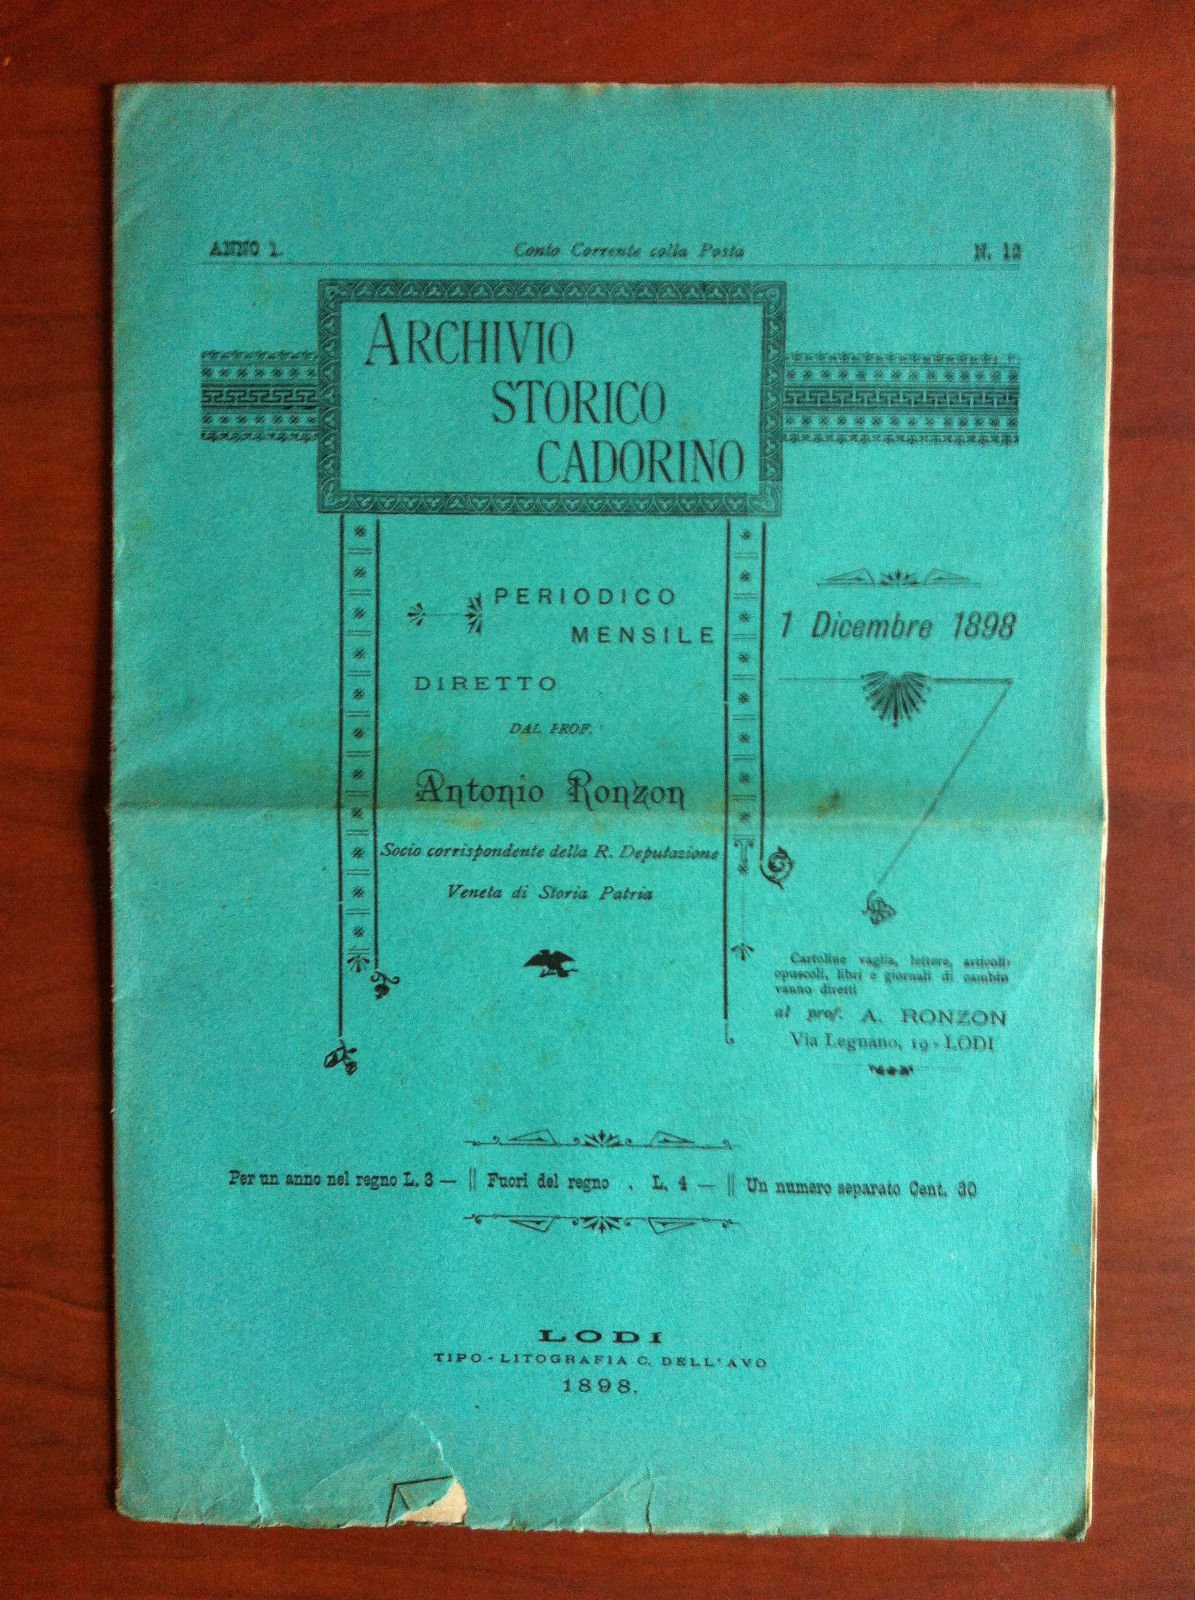 ANNO 1. Conto Corrente colla Posta N. 12
ARCHIVIO
STORICO
CADORINO
PERIODICO
MENSILE
DIRETTO
DAL PROF.
Antonio Ronzon
Socio corrispondente della R. Deputazione
Veneta di Storia Patria
1 Dicembre 1898
Cartoline vaglia, lettere, articoli
opuscoli, libri e giornali di cambio
vanno diretti
al prof. A. RONZON
Via Legnano, 19 - LODI
Per un anno nel regno L. 3 — || Fuori del regno . L. 4 — || Un numero separato Cent. 30
LODI
TIPO-LITOGRAFIA C. DELL'AVO
1898.